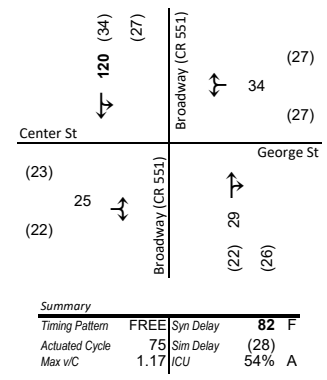 120 (34) (27)
Broadway (CR 551)
34
(27)
(27)
Center St
George St
(23)
25
(22)
Broadway (CR 551)
29
(22) (26)
Summary
Timing Pattern FREE Syn Delay 82 F
Actuated Cycle 75 Sim Delay (28)
Max v/C 1.17 ICU 54% A